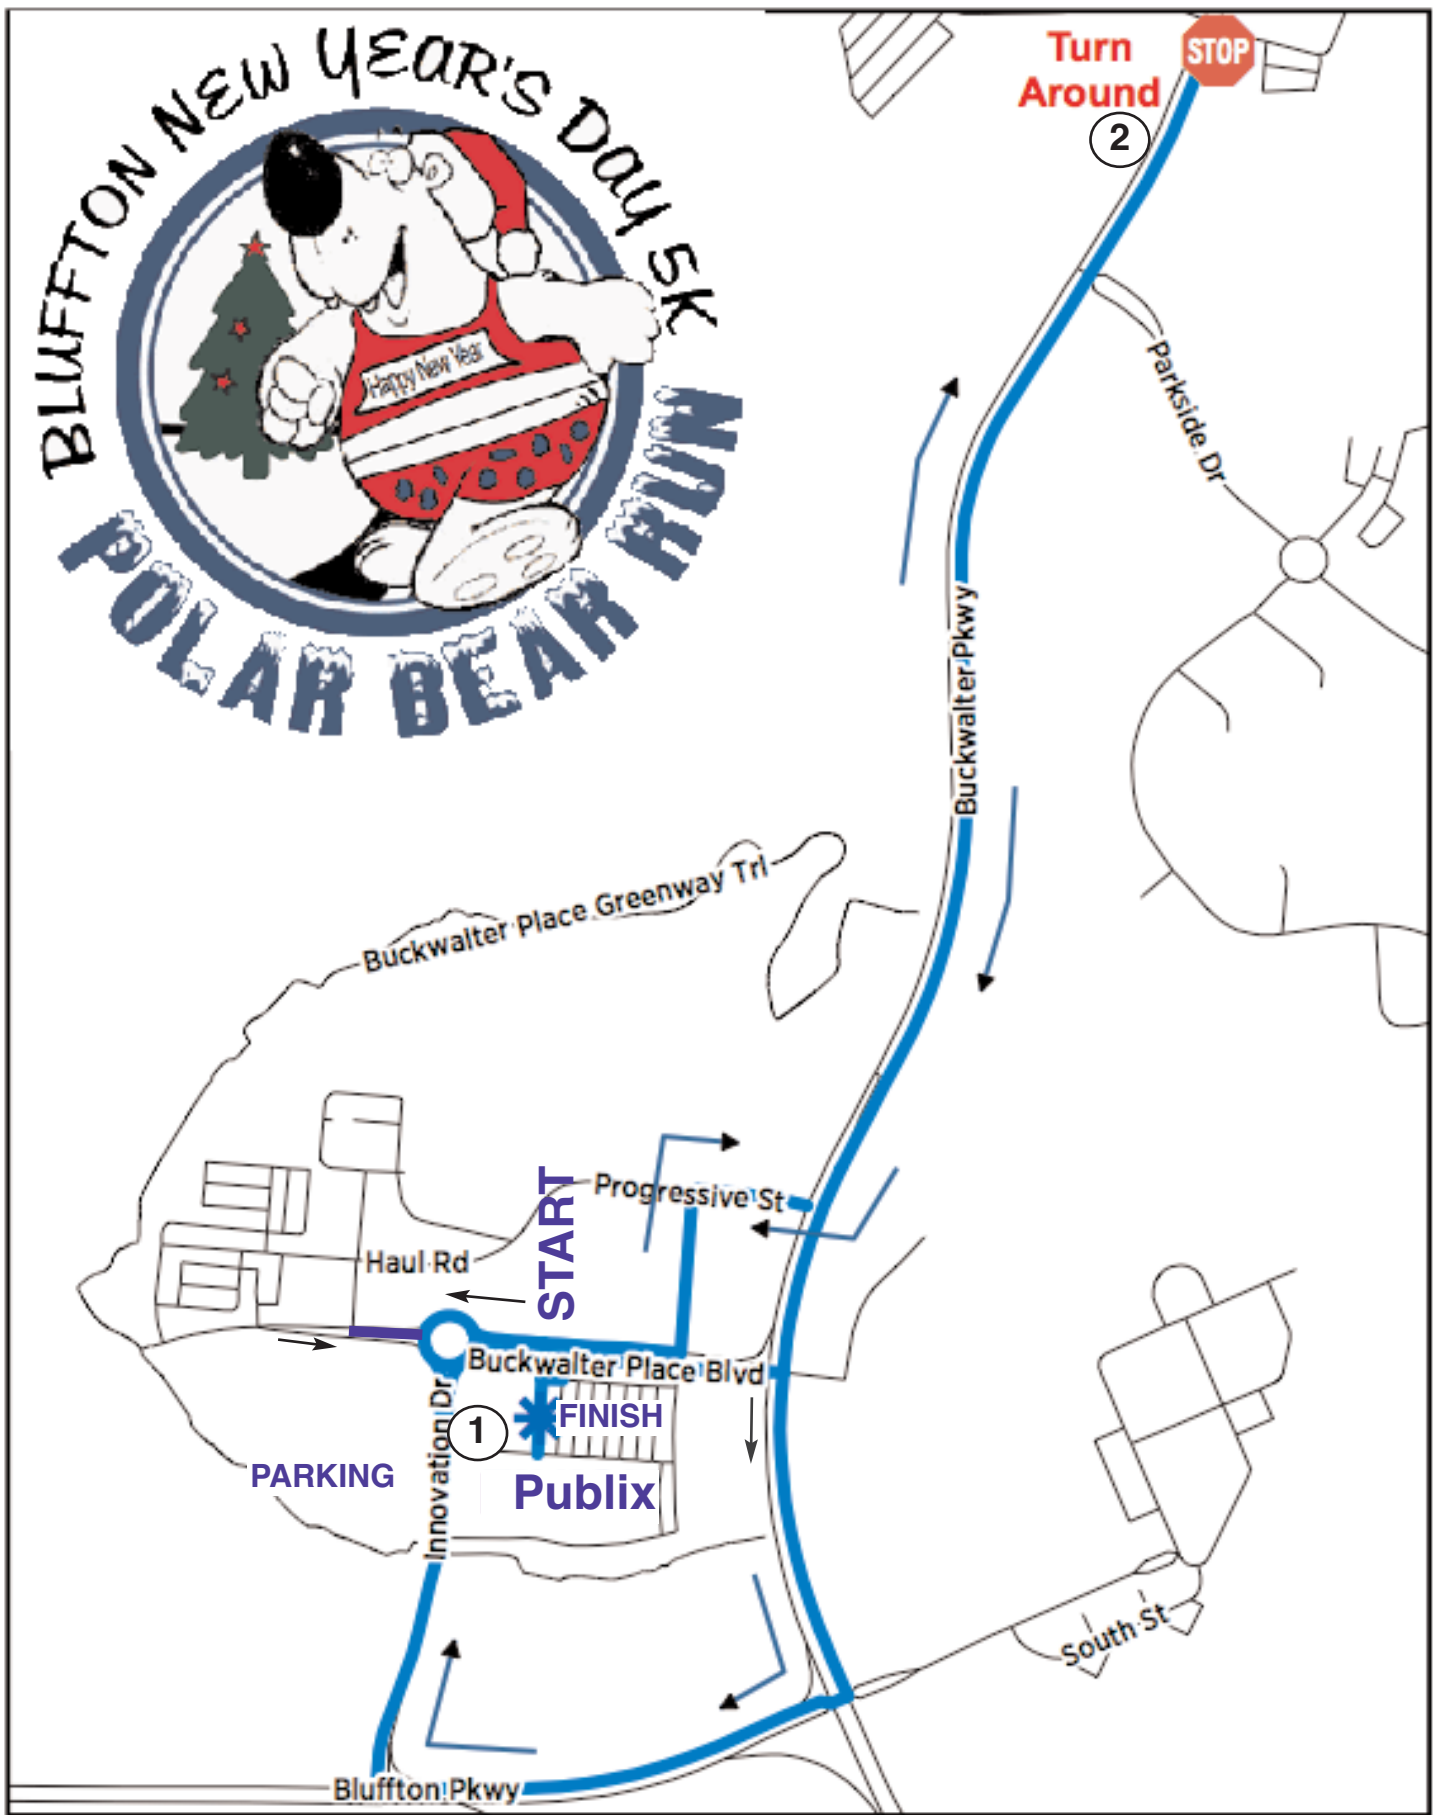 BLUFFTON NEW YEAR'S DAY 5K
Happy New Year
POLAR BEAR RUN
Turn
Around
STOP
2
Parkside Dr
Buckwalter Pkwy
Buckwalter Place Greenway Trl
Progressive St
START
Haul Rd
Buckwalter Place Blvd
Innovation Dr
1
FINISH
PARKING
Publix
South St
Bluffton Pkwy